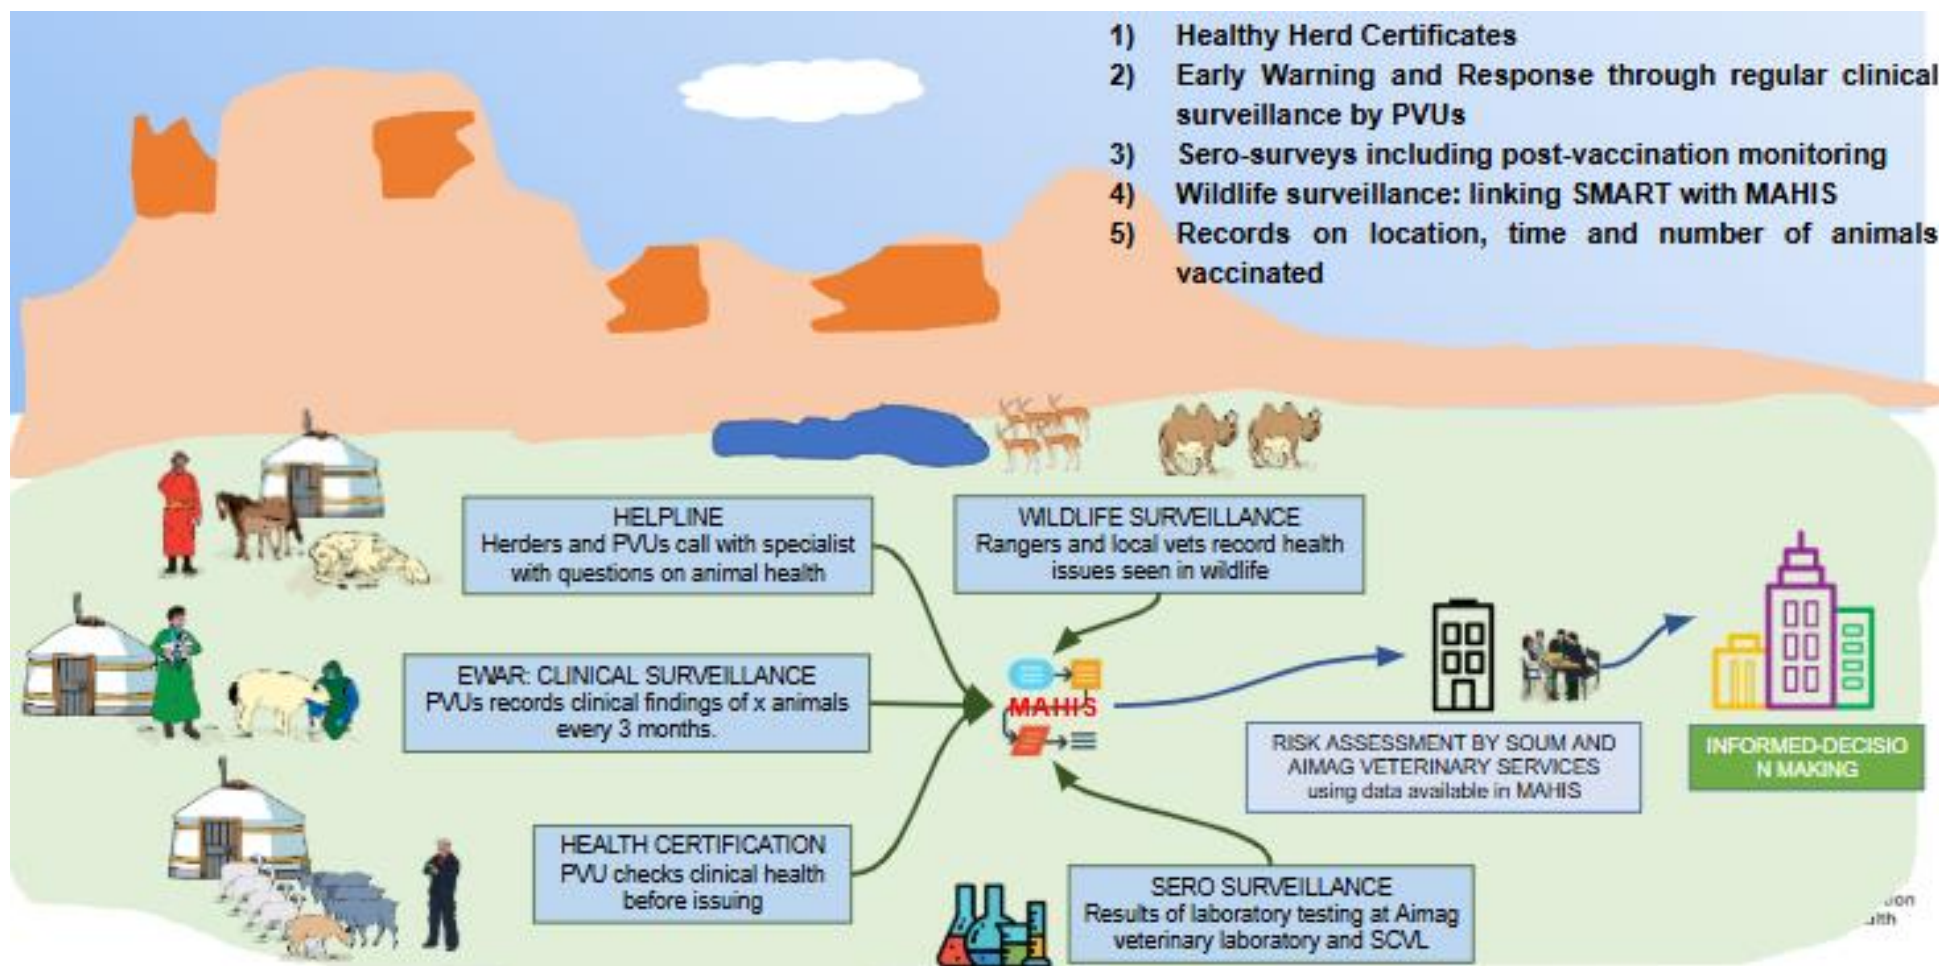 1) Healthy Herd Certificates
2) Early Warning and Response through regular clinical
surveillance by PVUs
3) Sero-surveys including post-vaccination monitoring
4) Wildlife surveillance: linking SMART with MAHIS
5) Records on location, time and number of animals
vaccinated
HELPLINE
Herders and PVUs call with specialist
with questions on animal health
WILDLIFE SURVEILLANCE
Rangers and local vets record health
issues seen in wildlife
EWAR: CLINICAL SURVEILLANCE
PVUs records clinical findings of x animals
every 3 months.
MAHIS
RISK ASSESSMENT BY SOUM AND
AIMAG VETERINARY SERVICES
using data available in MAHIS
INFORMED-DECISIO
N MAKING
HEALTH CERTIFICATION
PVU checks clinical health
before issuing
SERO SURVEILLANCE
Results of laboratory testing at Aimag
veterinary laboratory and SCVL